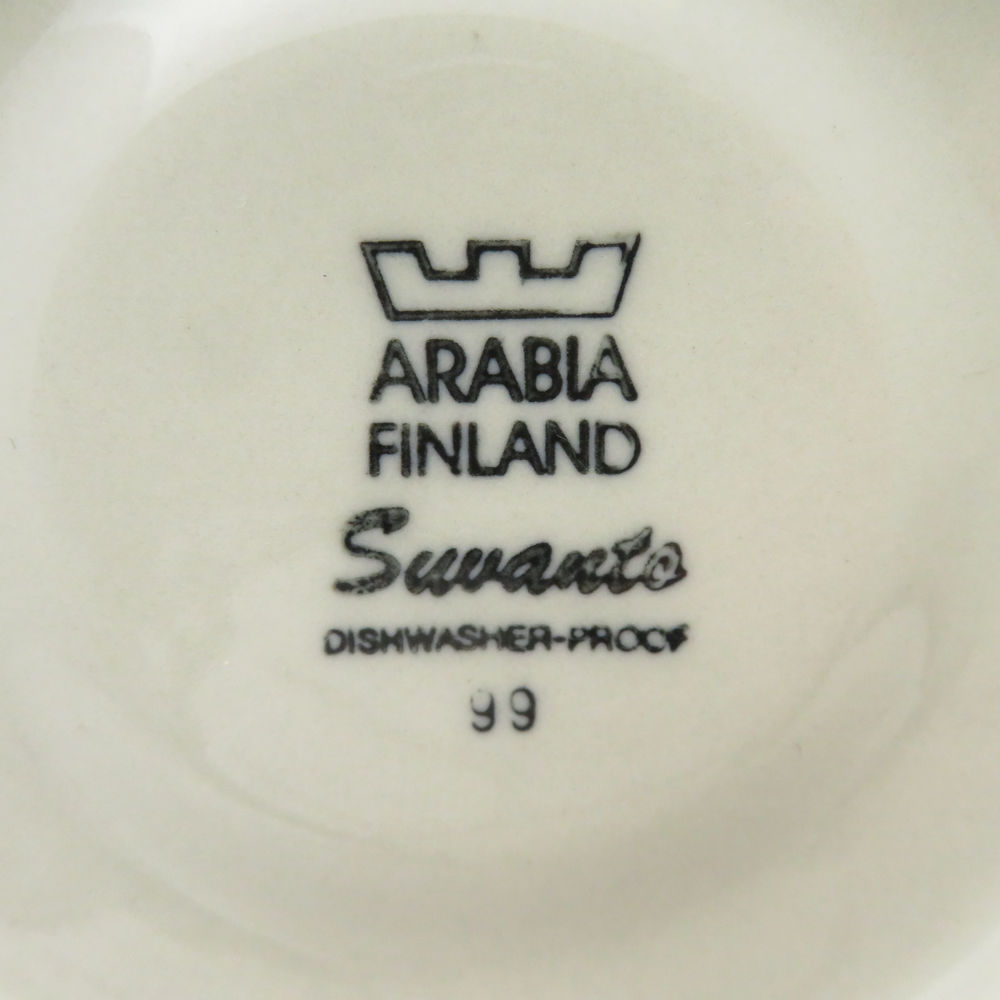 ARABIA
FINLAND
Suvanto
DISHWASHER-PROOF
99